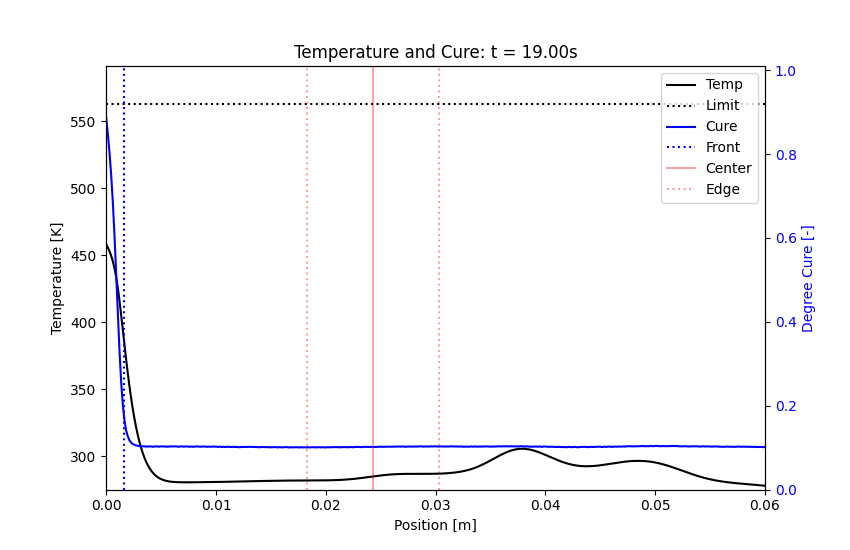 Temperature and Cure: t = 19.00s
Temp
Limit
Cure
Front
Center
Edge
Temperature [K]
550
500
450
400
350
300
Degree Cure [-]
1.0
0.8
0.6
0.4
0.2
0.0
0.00 0.01 0.02 0.03 0.04 0.05 0.06
Position [m]